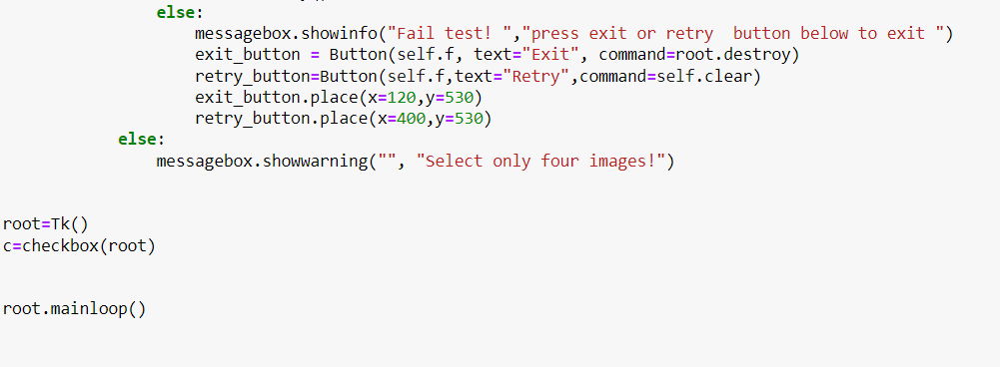 else:
messagebox.showinfo("Fail test! ","press exit or retry  button below to exit ")
exit_button = Button(self.f, text="Exit", command=root.destroy)
retry_button=Button(self.f,text="Retry",command=self.clear)
exit_button.place(x=120,y=530)
retry_button.place(x=400,y=530)
else:
messagebox.showwarning("", "Select only four images!")
root=Tk()
c=checkbox(root)
root.mainloop()